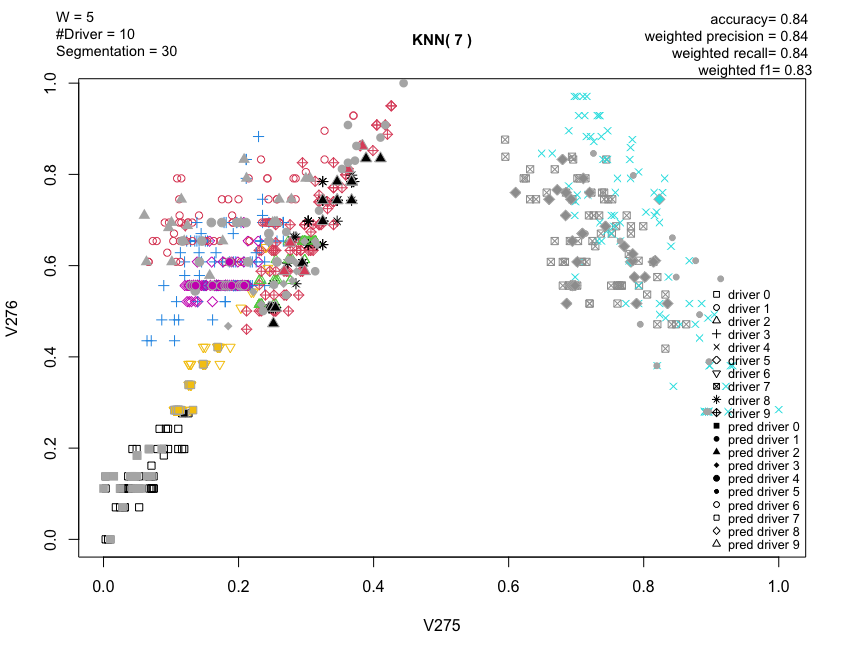 W = 5
#Driver = 10
Segmentation = 30
KNN( 7 )
accuracy= 0.84
weighted precision = 0.84
weighted recall= 0.84
weighted f1= 0.83
1.0
0.8
0.6
0.4
0.2
0.0
V276
0.0 0.2 0.4 0.6 0.8 1.0
V275
driver 0
driver 1
driver 2
driver 3
driver 4
driver 5
driver 6
driver 7
driver 8
driver 9
pred driver 0
pred driver 1
pred driver 2
pred driver 3
pred driver 4
pred driver 5
pred driver 6
pred driver 7
pred driver 8
pred driver 9